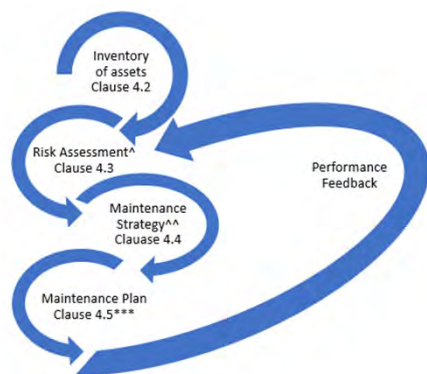 Inventory
of assets
Clause 4.2
Risk Assessment^
Clause 4.3
Performance
Feedback
Maintenance
Strategy^^
Clauase 4.4
Maintenance Plan
Clause 4.5***